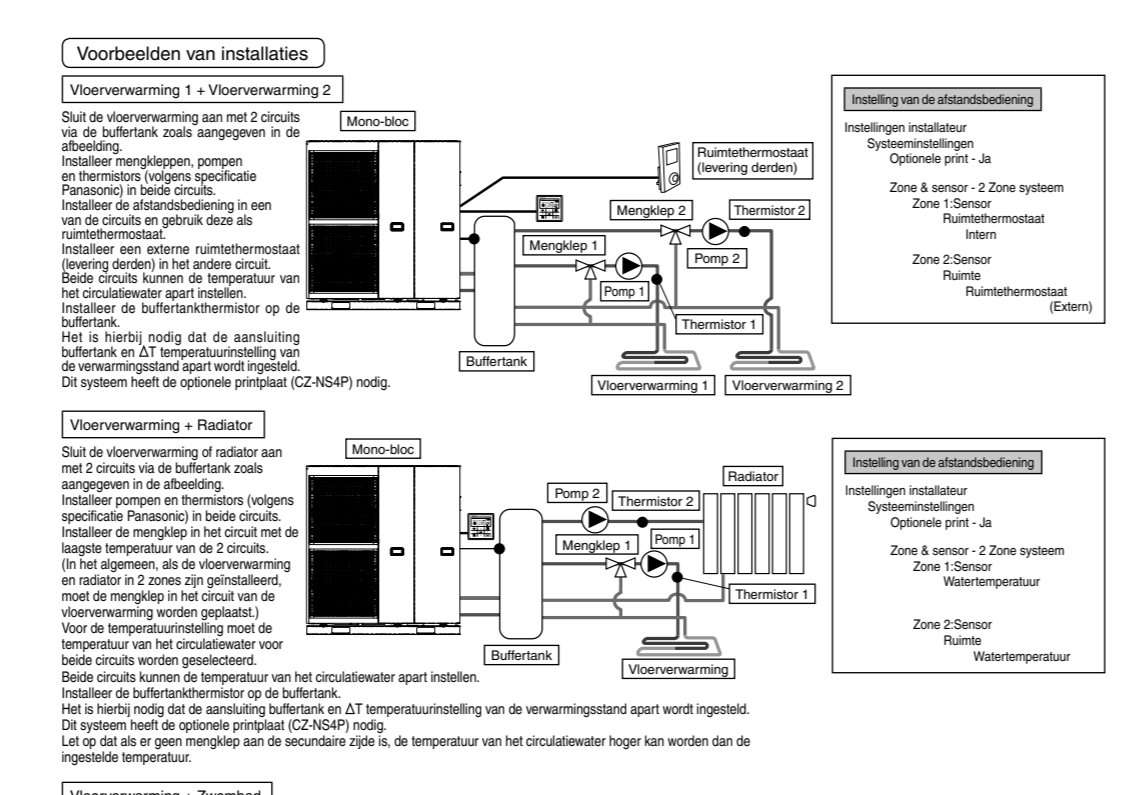 Voorbeelden van installaties
Vloerverwarming 1 + Vloerverwarming 2
Sluit de vloerverwarming aan met 2 circuits
via de buffertank zoals aangegeven in de
afbeelding.
Installeer mengkleppen, pompen
en thermistors (volgens specificatie
Panasonic) in beide circuits.
Installeer de afstandsbediening in een
van de circuits en gebruik deze als
ruimtethermostaat.
Installeer een externe ruimtethermostaat
(levering derden) in het andere circuit.
Beide circuits kunnen de temperatuur van
het circulatiewater apart instellen.
Installeer de buffertankthermistor op de
buffertank.
Het is hierbij nodig dat de aansluiting
buffertank en ΔT temperatuurinstelling van
de verwarmingsstand apart wordt ingesteld.
Dit systeem heeft de optionele printplaat (CZ-NS4P) nodig.
Mono-bloc
Ruimtethermostaat
(levering derden)
Mengklep 2
Thermistor 2
Mengklep 1
Pomp 2
Pomp 1
Thermistor 1
Buffertank
Vloerverwarming 1
Vloerverwarming 2
Instelling van de afstandsbediening
Instellingen installateur
Systeeminstellingen
Optionele print - Ja
Zone & sensor - 2 Zone systeem
Zone 1:Sensor
Ruimtethermostaat
Intern
Zone 2:Sensor
Ruimte
Ruimtethermostaat
(Extern)
Vloerverwarming + Radiator
Sluit de vloerverwarming of radiator aan
met 2 circuits via de buffertank zoals
aangegeven in de afbeelding.
Installeer pompen en thermistors (volgens
specificatie Panasonic) in beide circuits.
Installeer de mengklep in het circuit met de
laagste temperatuur van de 2 circuits.
(In het algemeen, als de vloerverwarming
en radiator in 2 zones zijn geïnstalleerd,
moet de mengklep in het circuit van de
vloerverwarming worden geplaatst.)
Voor de temperatuurinstelling moet de
temperatuur van het circulatiewater voor
beide circuits worden geselecteerd.
Beide circuits kunnen de temperatuur van het circulatiewater apart instellen.
Installeer de buffertankthermistor op de buffertank.
Het is hierbij nodig dat de aansluiting buffertank en ΔT temperatuurinstelling van de verwarmingsstand apart wordt ingesteld.
Dit systeem heeft de optionele printplaat (CZ-NS4P) nodig.
Let op dat als er geen mengklep aan de secundaire zijde is, de temperatuur van het circulatiewater hoger kan worden dan de
ingestelde temperatuur.
Mono-bloc
Radiator
Pomp 2
Thermistor 2
Mengklep 1
Pomp 1
Thermistor 1
Buffertank
Vloerverwarming
Instelling van de afstandsbediening
Instellingen installateur
Systeeminstellingen
Optionele print - Ja
Zone & sensor - 2 Zone systeem
Zone 1:Sensor
Watertemperatuur
Zone 2:Sensor
Ruimte
Watertemperatuur
Vloerverwarming + Zwembad